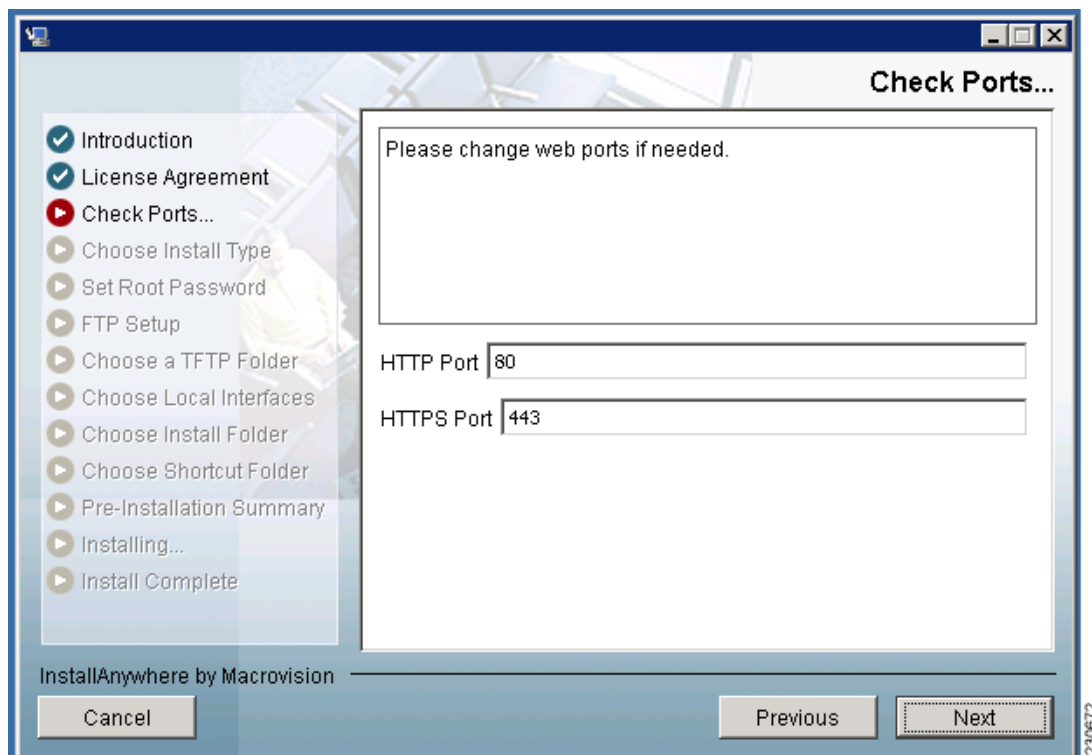 Check Ports...
Introduction
License Agreement
Check Ports...
Choose Install Type
Set Root Password
FTP Setup
Choose a TFTP Folder
Choose Local Interfaces
Choose Install Folder
Choose Shortcut Folder
Pre-Installation Summary
Installing...
Install Complete
Please change web ports if needed.
HTTP Port 80
HTTPS Port 443
InstallAnywhere by Macrovision
Cancel
Previous
Next